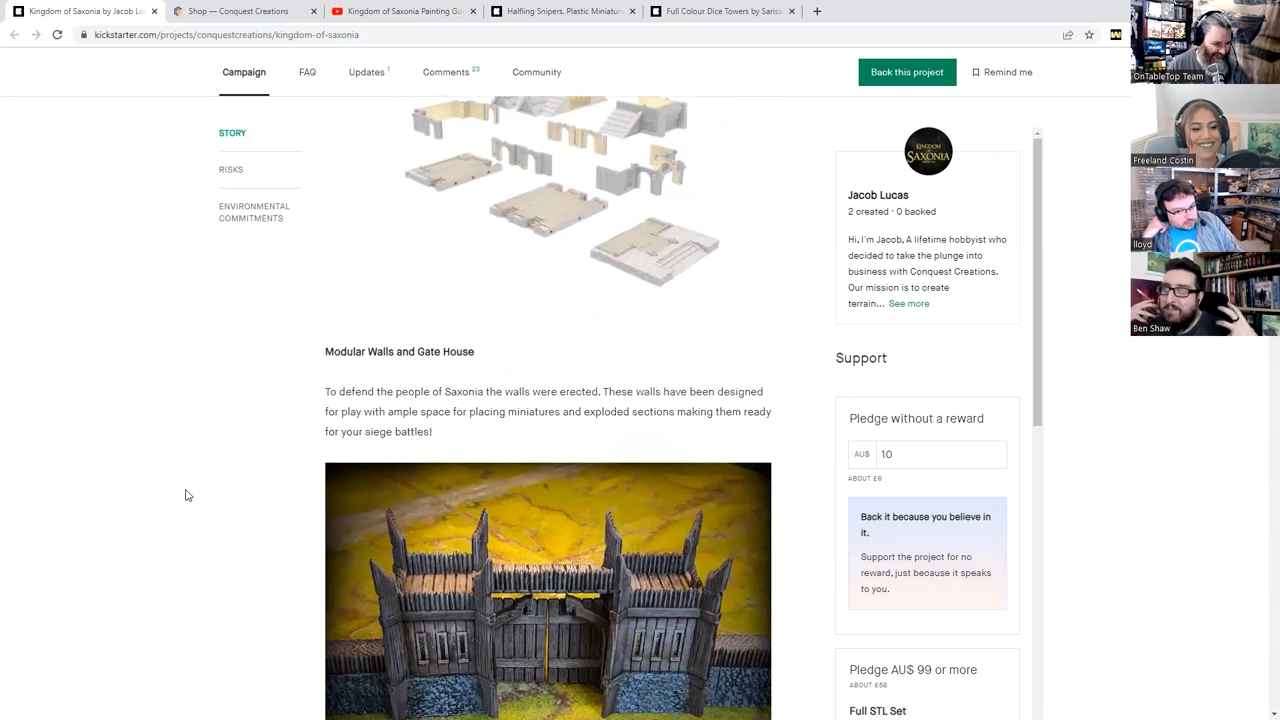 Kingdom of Saxonia by Jacob Lu
Shop — Conquest Creations
Kingdom of Saxonia Painting Gu
Halfling Snipers. Plastic Miniatur
Full Colour Dice Towers by Sariss
kickstarter.com/projects/conquestcreations/kingdom-of-saxonia
Campaign
FAQ
Updates 1
Comments 23
Community
Back this project
Remind me
STORY
RISKS
ENVIRONMENTAL
COMMITMENTS
Modular Walls and Gate House
To defend the people of Saxonia the walls were erected. These walls have been designed
for play with ample space for placing miniatures and exploded sections making them ready
for your siege battles!
KINGDOM
OF
SAXONIA
Jacob Lucas
2 created · 0 backed
Hi, I'm Jacob, A lifetime hobbyist who
decided to take the plunge into
business with Conquest Creations.
Our mission is to create
terrain... See more
Support
Pledge without a reward
AU$ 10
ABOUT £6
Back it because you believe in
it.
Support the project for no
reward, just because it speaks
to you.
Pledge AU$ 99 or more
ABOUT £56
Full STL Set
OnTableTop Team
Freeland Costin
lloyd
Ben Shaw